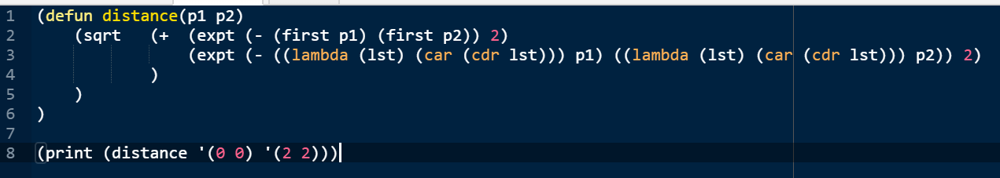 1 (defun distance(p1 p2)
2     (sqrt   (+  (expt (- (first p1) (first p2)) 2)
3                 (expt (- ((lambda (lst) (car (cdr lst))) p1) ((lambda (lst) (car (cdr lst))) p2)) 2)
4             )
5     )
6 )
7
8 (print (distance '(0 0) '(2 2)))